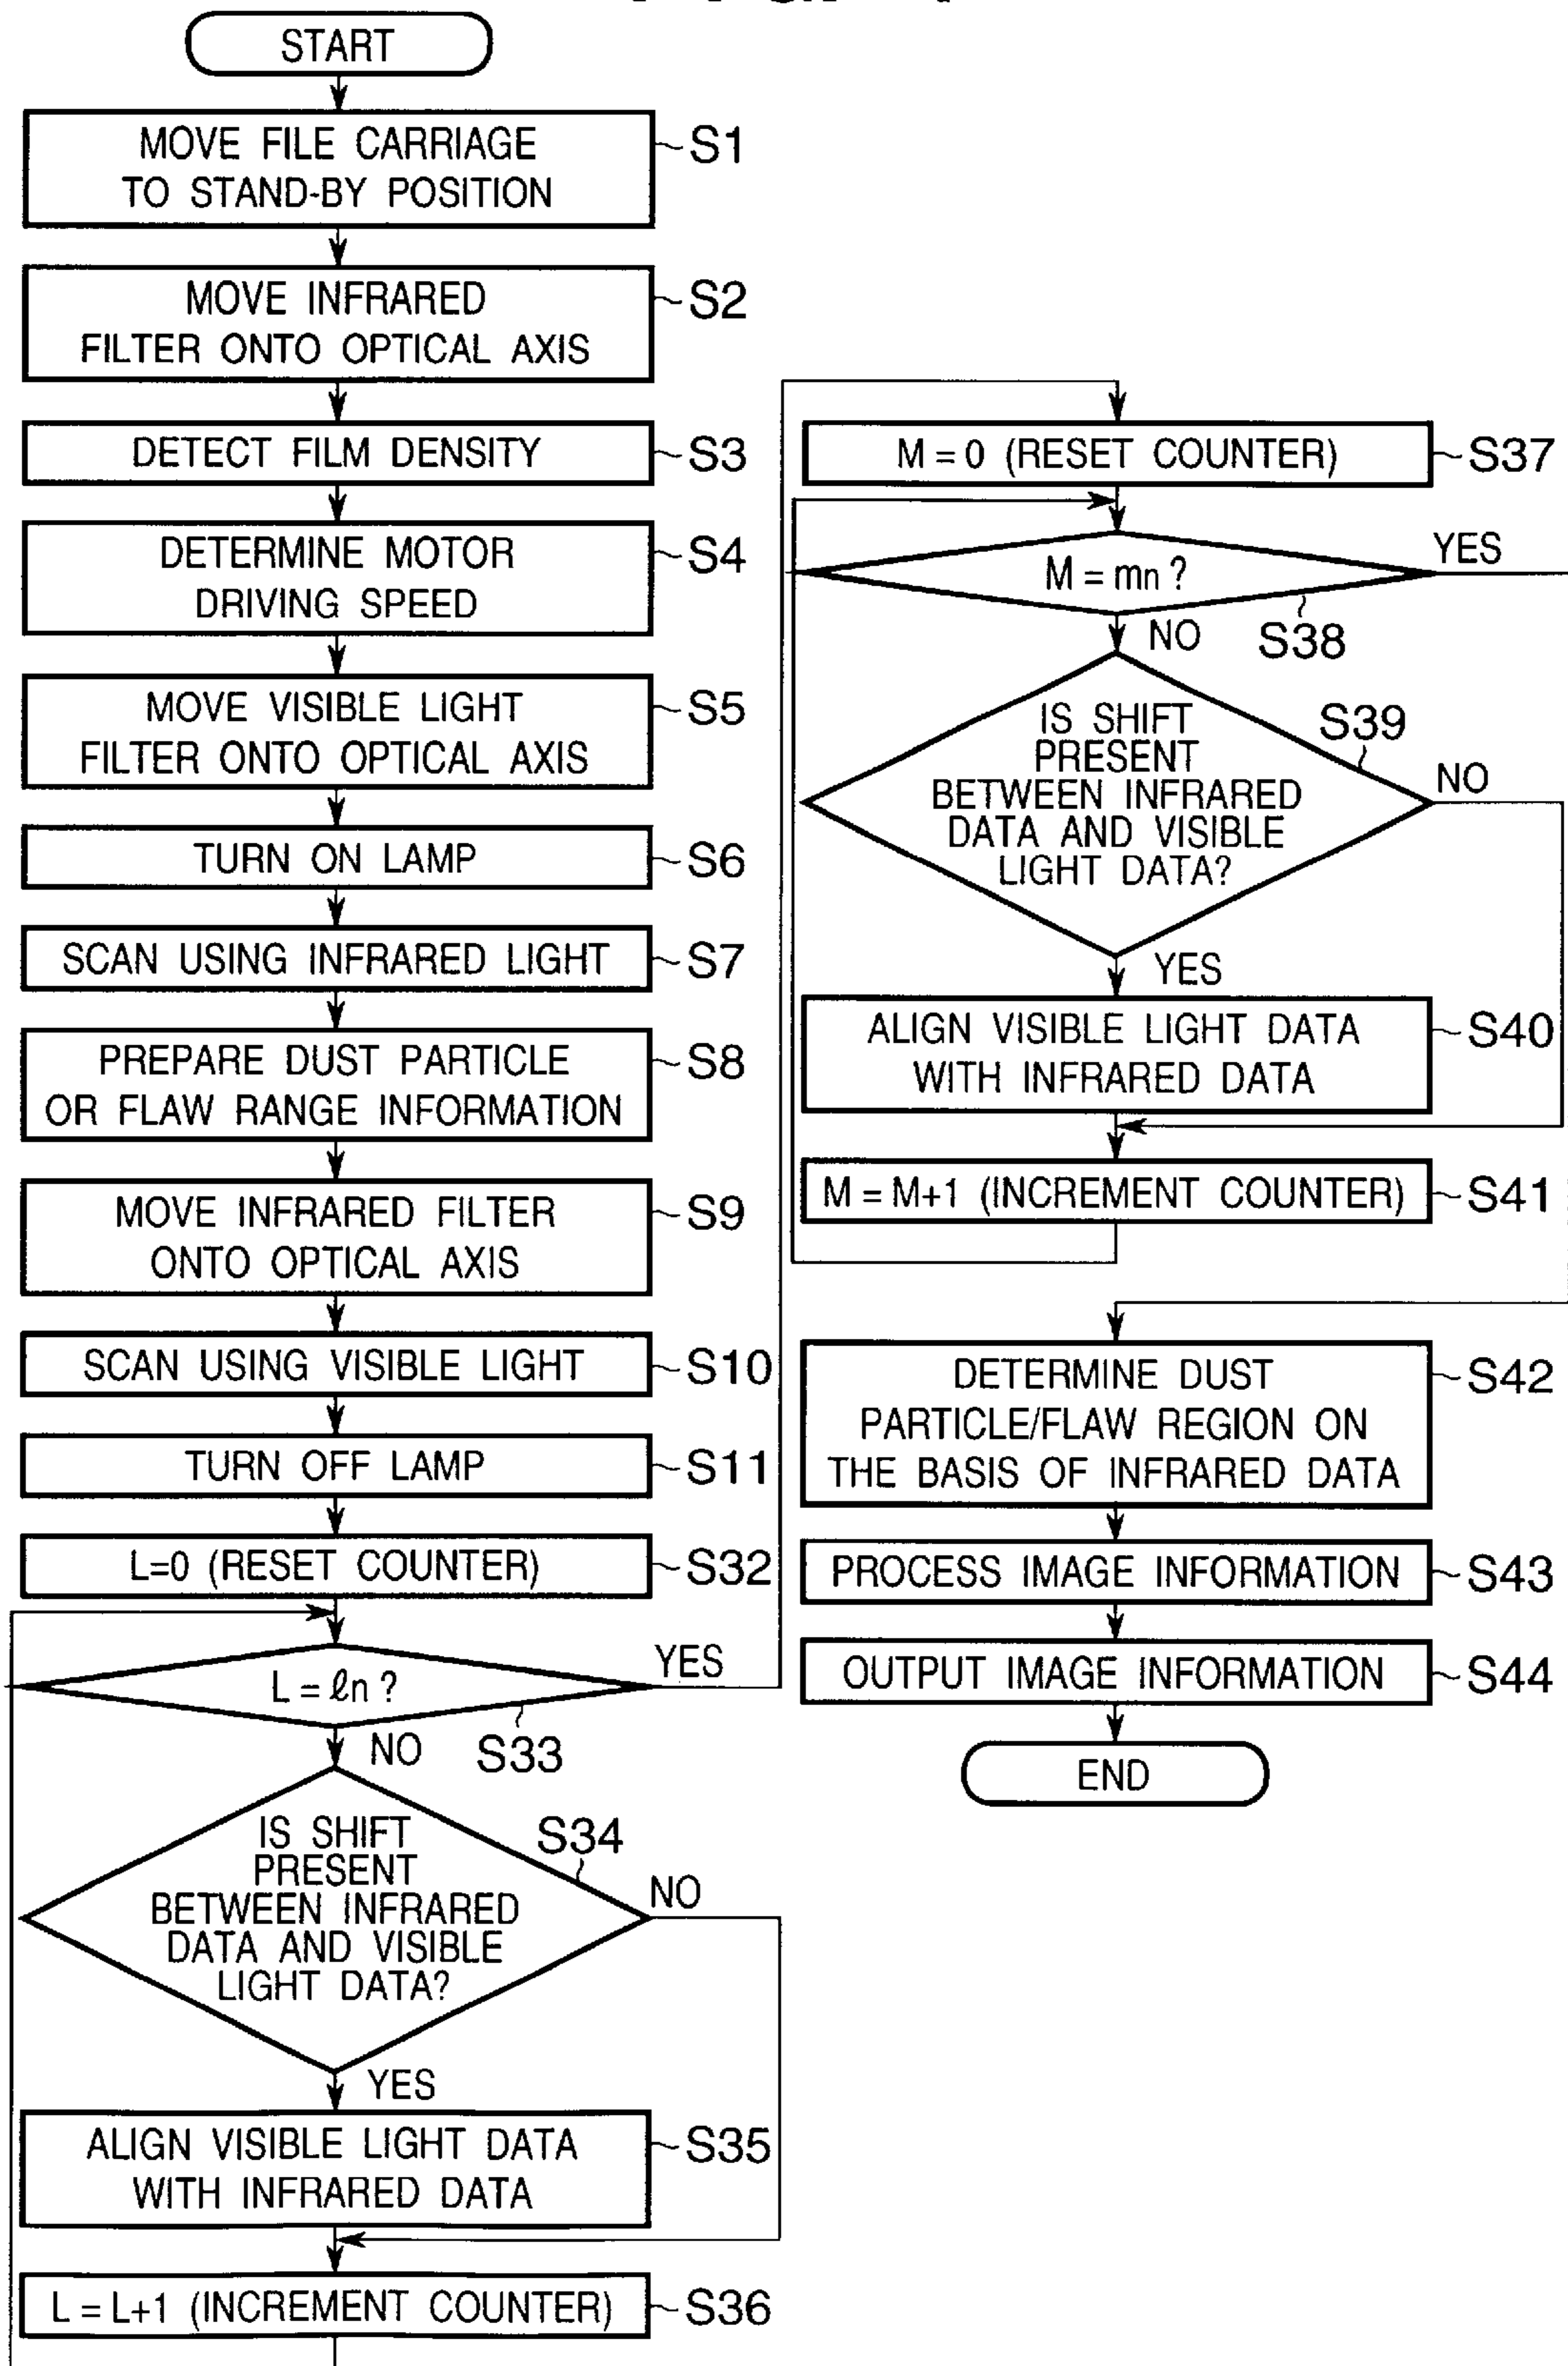 START
MOVE FILE CARRIAGE
TO STAND-BY POSITION
S1
MOVE INFRARED
FILTER ONTO OPTICAL AXIS
S2
DETECT FILM DENSITY
S3
DETERMINE MOTOR
DRIVING SPEED
S4
MOVE VISIBLE LIGHT
FILTER ONTO OPTICAL AXIS
S5
TURN ON LAMP
S6
SCAN USING INFRARED LIGHT
S7
PREPARE DUST PARTICLE
OR FLAW RANGE INFORMATION
S8
MOVE INFRARED FILTER
ONTO OPTICAL AXIS
S9
SCAN USING VISIBLE LIGHT
S10
TURN OFF LAMP
S11
L=0 (RESET COUNTER)
S32
L = ℓn ?
YES
S33
NO
IS SHIFT
PRESENT
BETWEEN INFRARED
DATA AND VISIBLE
LIGHT DATA?
S34
NO
YES
ALIGN VISIBLE LIGHT DATA
WITH INFRARED DATA
S35
L = L+1 (INCREMENT COUNTER)
S36
M = 0 (RESET COUNTER)
S37
M = mn ?
YES
S38
NO
IS SHIFT
PRESENT
BETWEEN INFRARED
DATA AND VISIBLE
LIGHT DATA?
S39
NO
YES
ALIGN VISIBLE LIGHT DATA
WITH INFRARED DATA
S40
M = M+1 (INCREMENT COUNTER)
S41
DETERMINE DUST
PARTICLE/FLAW REGION ON
THE BASIS OF INFRARED DATA
S42
PROCESS IMAGE INFORMATION
S43
OUTPUT IMAGE INFORMATION
S44
END